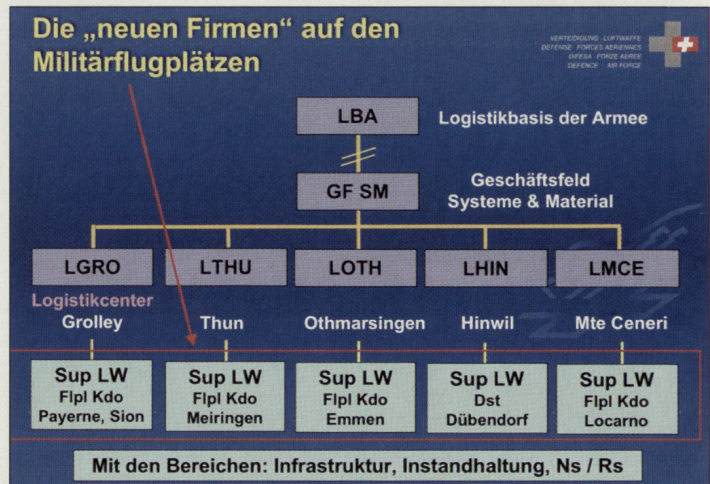 Die „neuen Firmen“ auf den
Militärflugplätzen
VERTEIDIGUNG · LUFTWAFFE
DEFENSE · FORCES AERIENNES
DIFESA · FORZE AEREE
DEFENCE · AIR FORCE
LBA
Logistikbasis der Armee
GF SM
Geschäftsfeld
Systeme & Material
LGRO
LTHU
LOTH
LHIN
LMCE
Logistikcenter
Grolley
Thun
Othmarsingen
Hinwil
Mte Ceneri
Sup LW
Flpl Kdo
Payerne, Sion
Sup LW
Flpl Kdo
Meiringen
Sup LW
Flpl Kdo
Emmen
Sup LW
Dst
Dübendorf
Sup LW
Flpl Kdo
Locarno
Mit den Bereichen: Infrastruktur, Instandhaltung, Ns / Rs